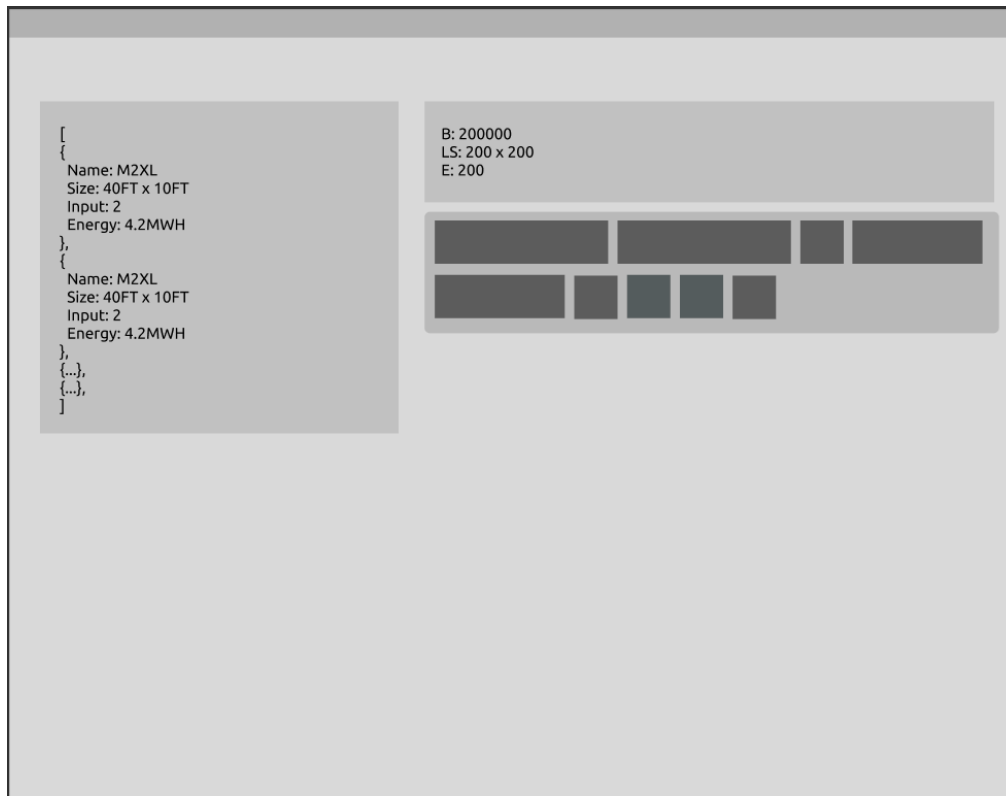 [
{
Name: M2XL
Size: 40FT x 10FT
Input: 2
Energy: 4.2MWH
},
{
Name: M2XL
Size: 40FT x 10FT
Input: 2
Energy: 4.2MWH
},
{...},
{...},
]
B: 200000
LS: 200 x 200
E: 200